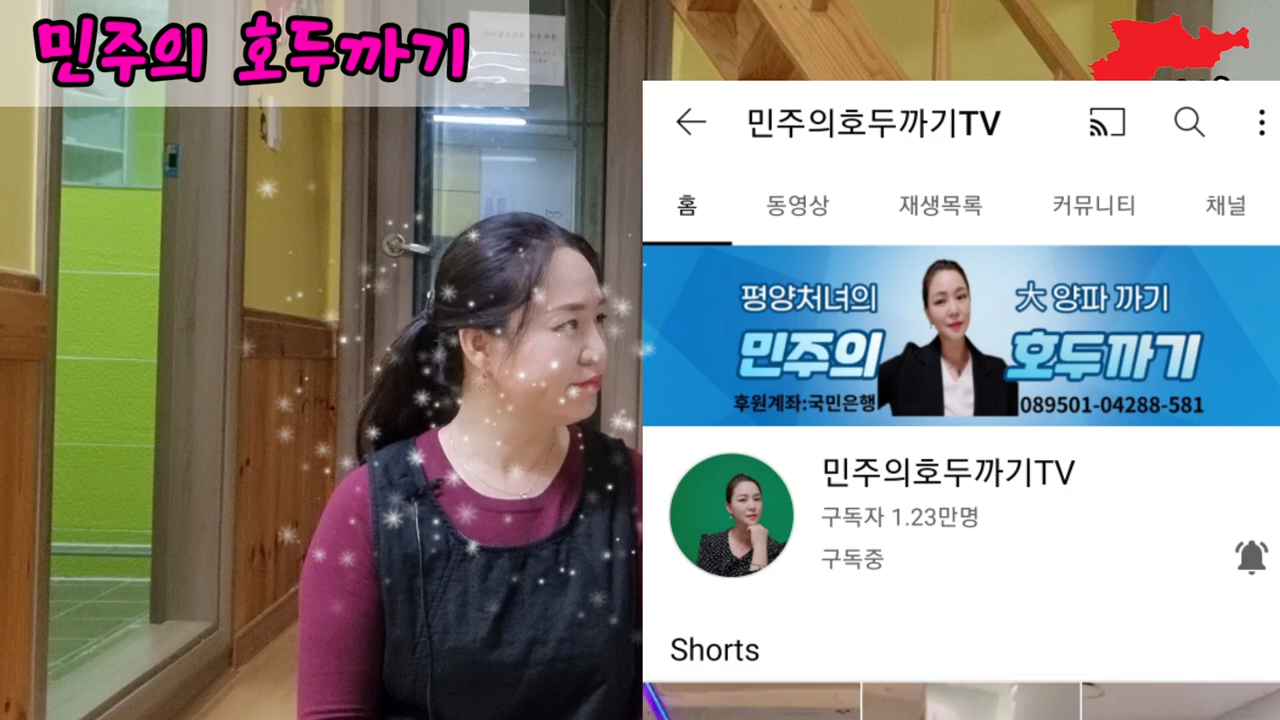 민주의 호두까기
민주의호두까기TV
홈 동영상 재생목록 커뮤니티 채널
평양처녀의 大 양파 까기
민주의 호두까기
후원계좌:국민은행 089501-04288-581
민주의호두까기TV
구독자 1.23만명
구독중
Shorts